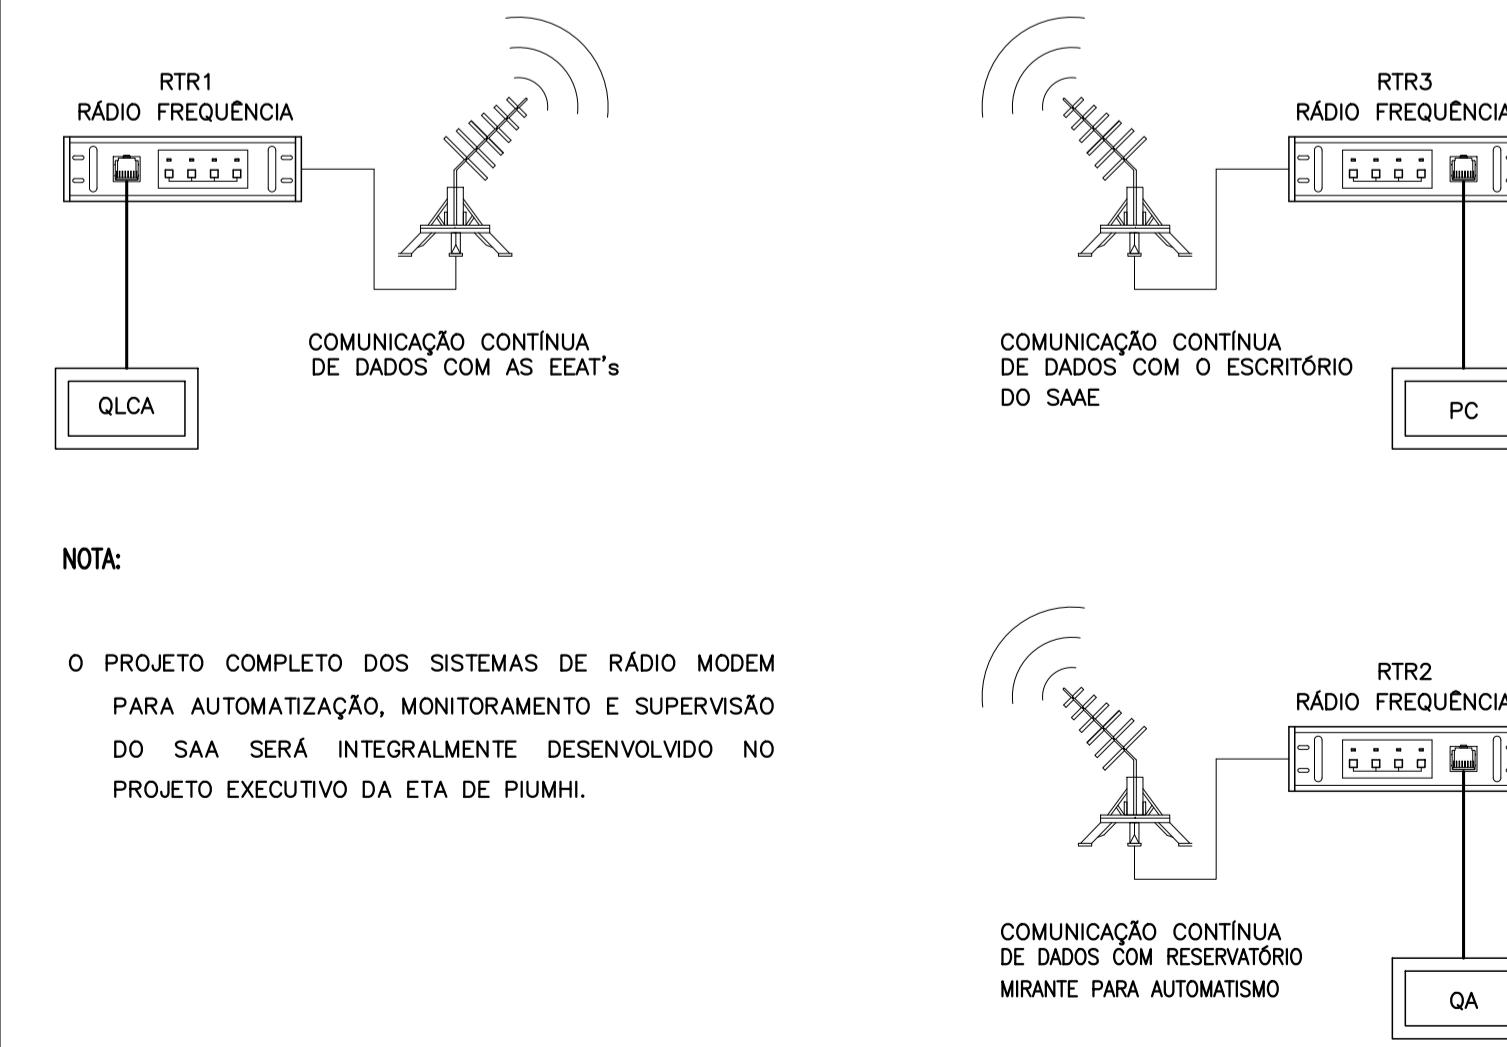 RTR1
RÁDIO FREQUÊNCIA
COMUNICAÇÃO CONTÍNUA
DE DADOS COM AS EEAT's
QLCA
RTR3
RÁDIO FREQUÊNCIA
COMUNICAÇÃO CONTÍNUA
DE DADOS COM O ESCRITÓRIO
DO SAAE
PC
NOTA:
O PROJETO COMPLETO DOS SISTEMAS DE RÁDIO MODEM
PARA AUTOMATIZAÇÃO, MONITORAMENTO E SUPERVISÃO
DO SAA SERÁ INTEGRALMENTE DESENVOLVIDO NO
PROJETO EXECUTIVO DA ETA DE PIUMHI.
RTR2
RÁDIO FREQUÊNCIA
COMUNICAÇÃO CONTÍNUA
DE DADOS COM RESERVATÓRIO
MIRANTE PARA AUTOMATISMO
QA